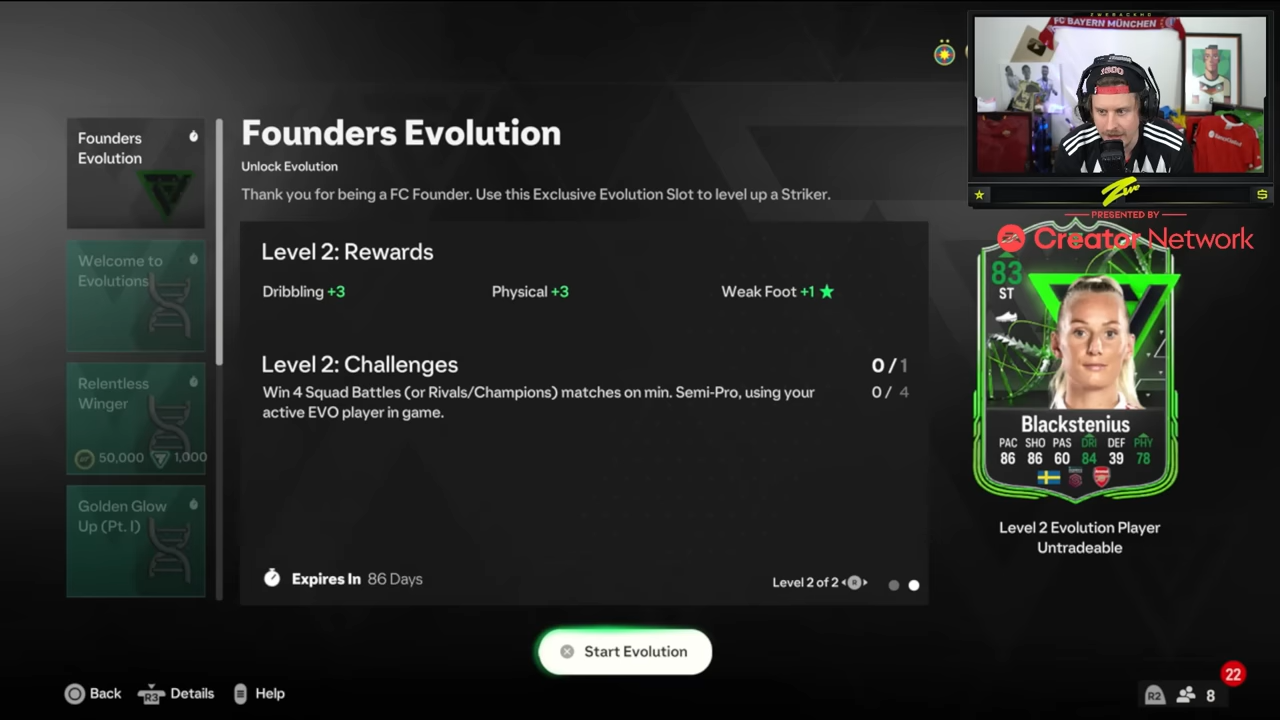 ZWEBACKHD
FC BAYERN MÜNCHEN
Zwe
PRESENTED BY
Creator Network
Founders
Evolution
Welcome to
Evolutions
Relentless
Winger
50,000 1,000
Golden Glow
Up (Pt. I)
Founders Evolution
Unlock Evolution
Thank you for being a FC Founder. Use this Exclusive Evolution Slot to level up a Striker.
Level 2: Rewards
Dribbling +3 Physical +3 Weak Foot +1
Level 2: Challenges 0 / 1
Win 4 Squad Battles (or Rivals/Champions) matches on min. Semi-Pro, using your 0 / 4
active EVO player in game.
Expires In 86 Days
Level 2 of 2 R
Start Evolution
83
ST
Blackstenius
PAC SHO PAS DRI DEF PHY
86 86 60 84 39 78
Level 2 Evolution Player
Untradeable
Back R3 Details Help
R2 8
22